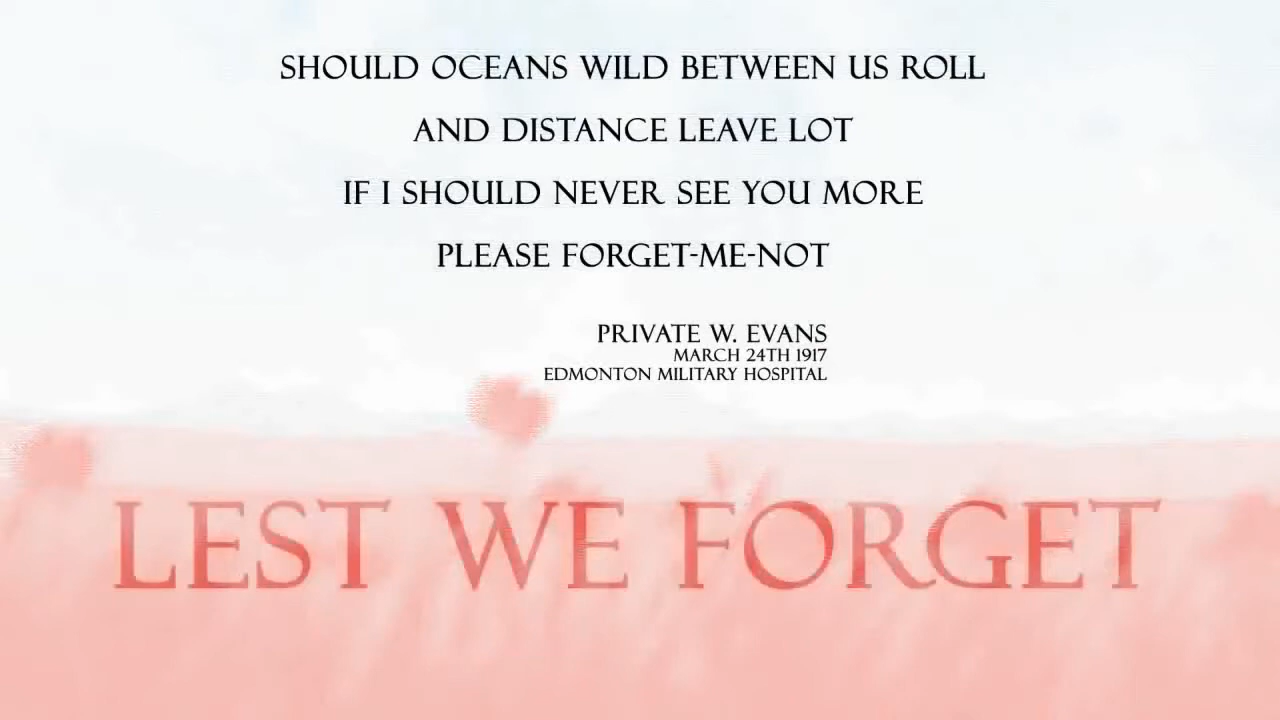 SHOULD OCEANS WILD BETWEEN US ROLL
AND DISTANCE LEAVE LOT
IF I SHOULD NEVER SEE YOU MORE
PLEASE FORGET-ME-NOT
PRIVATE W. EVANS
MARCH 24TH 1917
EDMONTON MILITARY HOSPITAL
LEST WE FORGET